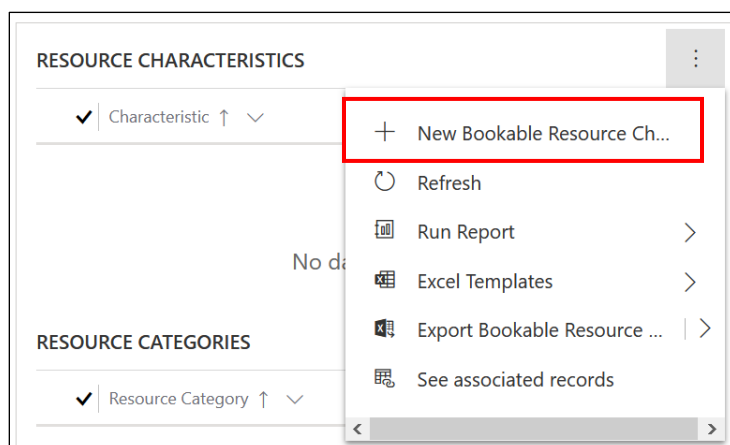 RESOURCE CHARACTERISTICS
Characteristic
New Bookable Resource Ch...
Refresh
Run Report
No da
Excel Templates
Export Bookable Resource ...
RESOURCE CATEGORIES
See associated records
Resource Category